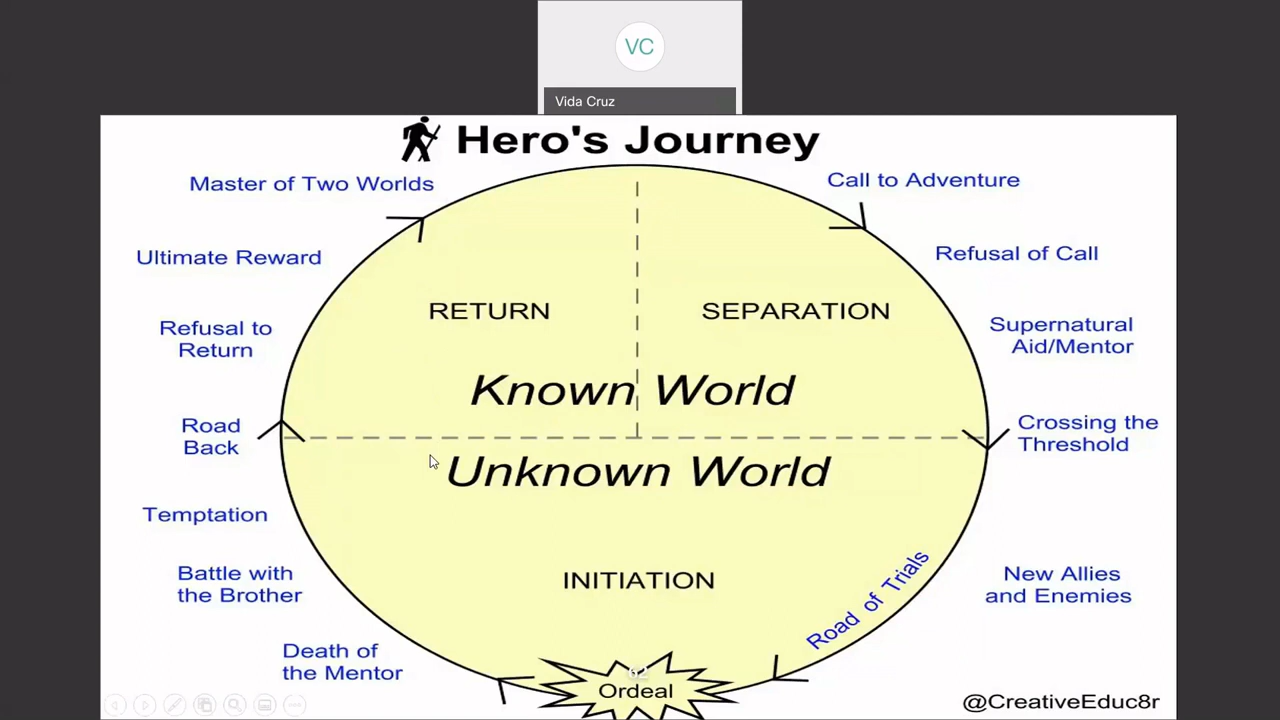 VC
Vida Cruz
Hero's Journey
Master of Two Worlds
Call to Adventure
Ultimate Reward
Refusal of Call
RETURN
SEPARATION
Refusal to
Return
Supernatural
Aid/Mentor
Known World
Road
Back
Crossing the
Threshold
Unknown World
Temptation
Battle with
the Brother
INITIATION
Road of Trials
New Allies
and Enemies
Death of
the Mentor
62
Ordeal
@CreativeEduc8r